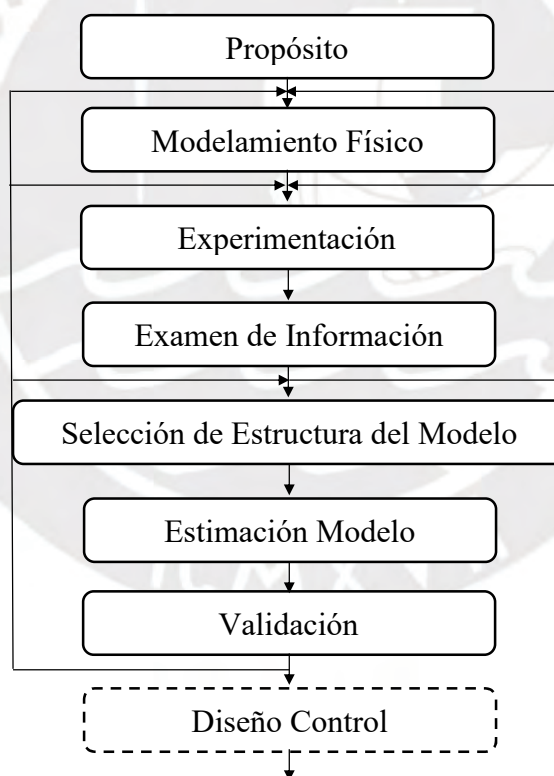 Propósito
Modelamiento Físico
Experimentación
Examen de Información
Selección de Estructura del Modelo
Estimación Modelo
Validación
Diseño Control